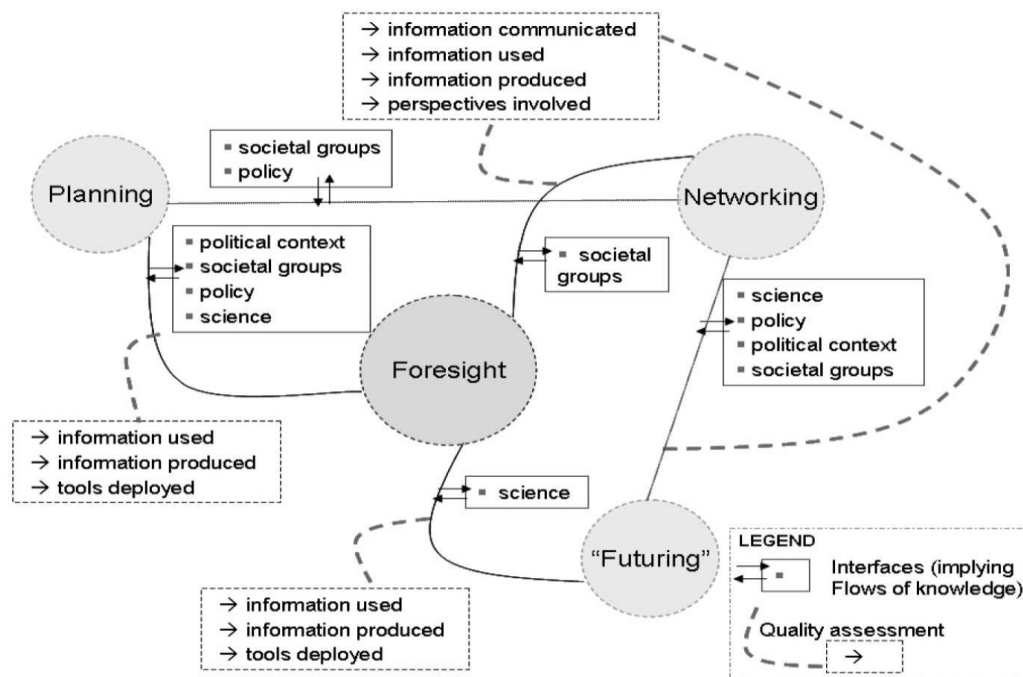 → information communicated
→ information used
→ information produced
→ perspectives involved
▪ societal groups
▪ policy
Planning
Networking
▪ political context
▪ societal groups
▪ policy
▪ science
▪ societal
groups
▪ science
▪ policy
▪ political context
▪ societal groups
Foresight
→ information used
→ information produced
→ tools deployed
▪ science
"Futuring"
→ information used
→ information produced
→ tools deployed
LEGEND
Interfaces (implying
Flows of knowledge)
Quality assessment
→